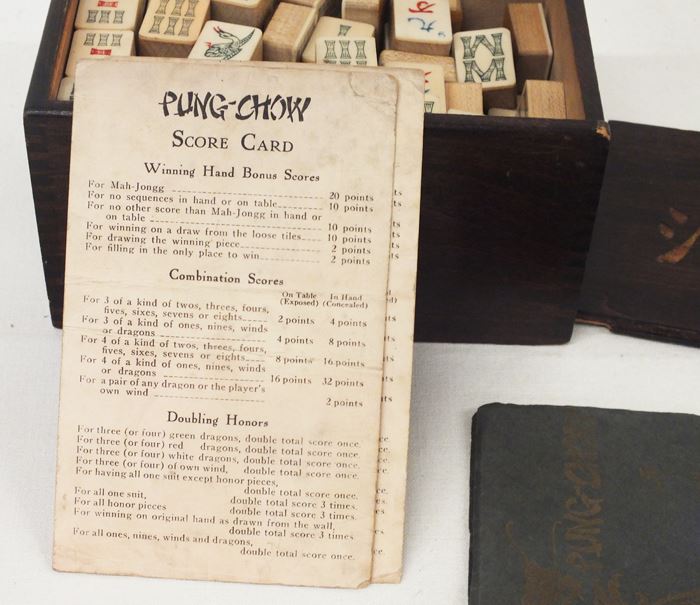 PUNG-CHOW
SCORE CARD
Winning Hand Bonus Scores
For Mah-Jongg 20 points
For no sequences in hand or on table 10 points
For no other score than Mah-Jongg in hand or
on table 10 points
For winning on a draw from the loose tiles 10 points
For drawing the winning piece 2 points
For filling in the only place to win 2 points
Combination Scores
On Table In Hand
(Exposed) (Concealed)
For 3 of a kind of twos, threes, fours,
fives, sixes, sevens or eights 2 points 4 points
For 3 of a kind of ones, nines, winds
or dragons 4 points 8 points
For 4 of a kind of twos, threes, fours,
fives, sixes, sevens or eights 8 points 16 points
For 4 of a kind of ones, nines, winds
or dragons 16 points 32 points
For a pair of any dragon or the player's
own wind 2 points
Doubling Honors
For three (or four) green dragons, double total score once.
For three (or four) red dragons, double total score once.
For three (or four) white dragons, double total score once.
For three (or four) of own wind, double total score once.
For having all one suit except honor pieces,
double total score once.
For all one suit, double total score 3 times.
For all honor pieces double total score 3 times.
For winning on original hand as drawn from the wall,
double total score 3 times
For all ones, nines, winds and dragons,
double total score once.
九
萬
PUNG-CHOW